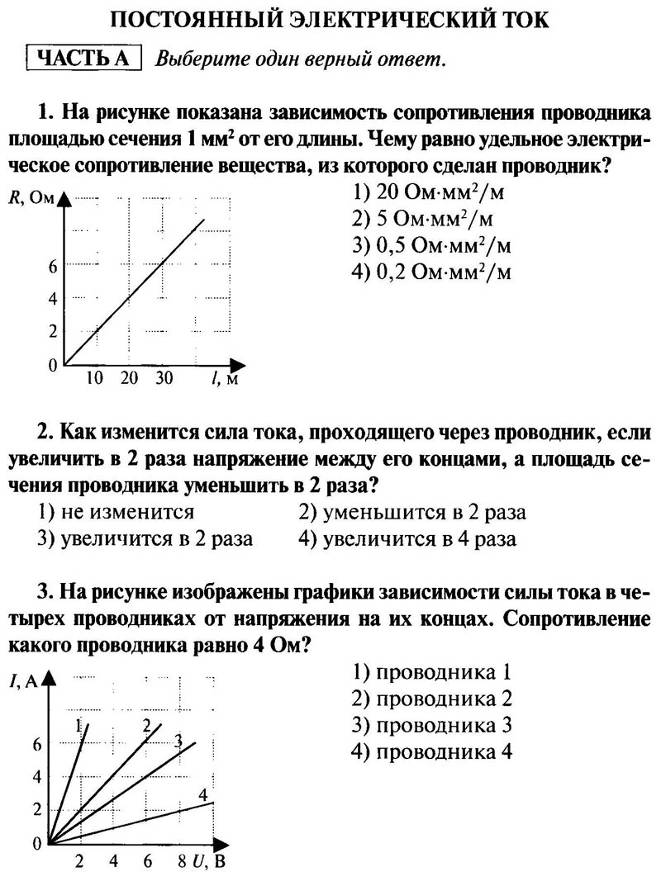 ПОСТОЯННЫЙ ЭЛЕКТРИЧЕСКИЙ ТОК
ЧАСТЬ А Выберите один верный ответ.
1. На рисунке показана зависимость сопротивления проводника
площадью сечения 1 мм² от его длины. Чему равно удельное электри-
ческое сопротивление вещества, из которого сделан проводник?
R, Ом
6
4
2
0
10 20 30 l, м
1) 20 Ом·мм²/м
2) 5 Ом·мм²/м
3) 0,5 Ом·мм²/м
4) 0,2 Ом·мм²/м
2. Как изменится сила тока, проходящего через проводник, если
увеличить в 2 раза напряжение между его концами, а площадь се-
чения проводника уменьшить в 2 раза?
1) не изменится 2) уменьшится в 2 раза
3) увеличится в 2 раза 4) увеличится в 4 раза
3. На рисунке изображены графики зависимости силы тока в че-
тырех проводниках от напряжения на их концах. Сопротивление
какого проводника равно 4 Ом?
I, А
1 2 3
6
4
4
2
0
2 4 6 8 U, В
1) проводника 1
2) проводника 2
3) проводника 3
4) проводника 4